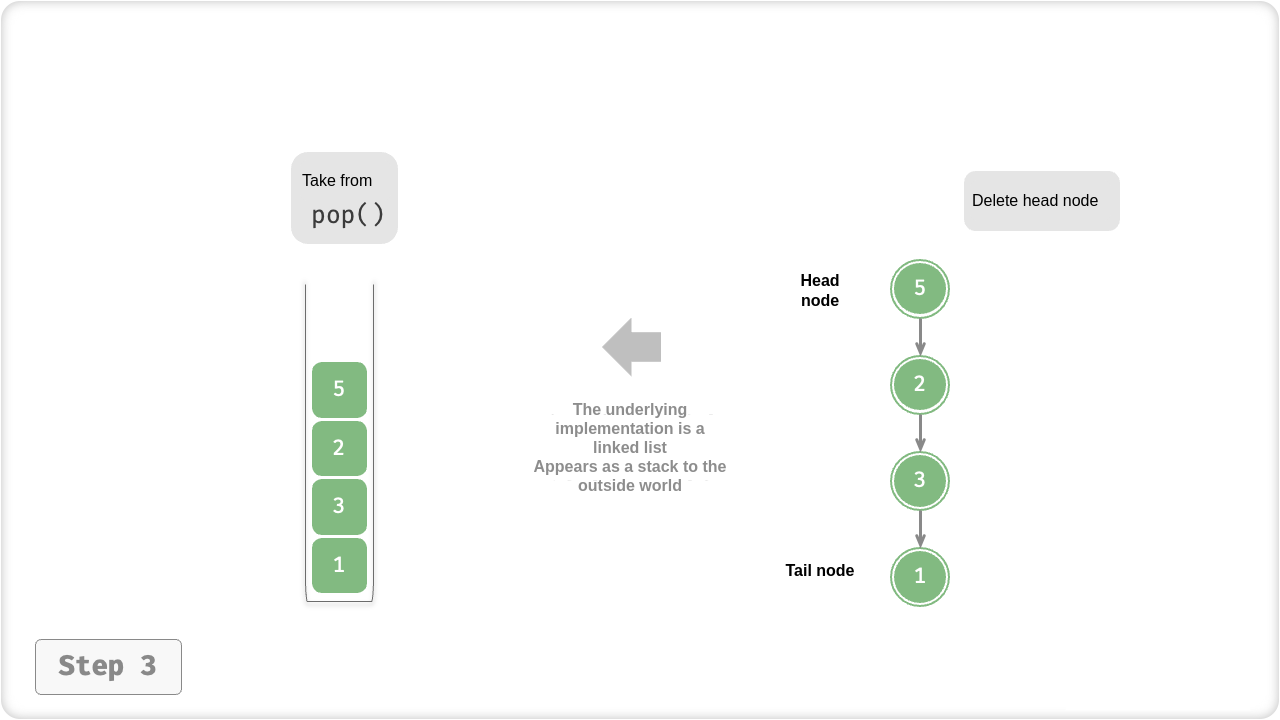 Take from
pop()
Delete head node
Head
node
5
2
3
1
5
2
3
1
The underlying
implementation is a
linked list
Appears as a stack to the
outside world
Tail node
Step 3